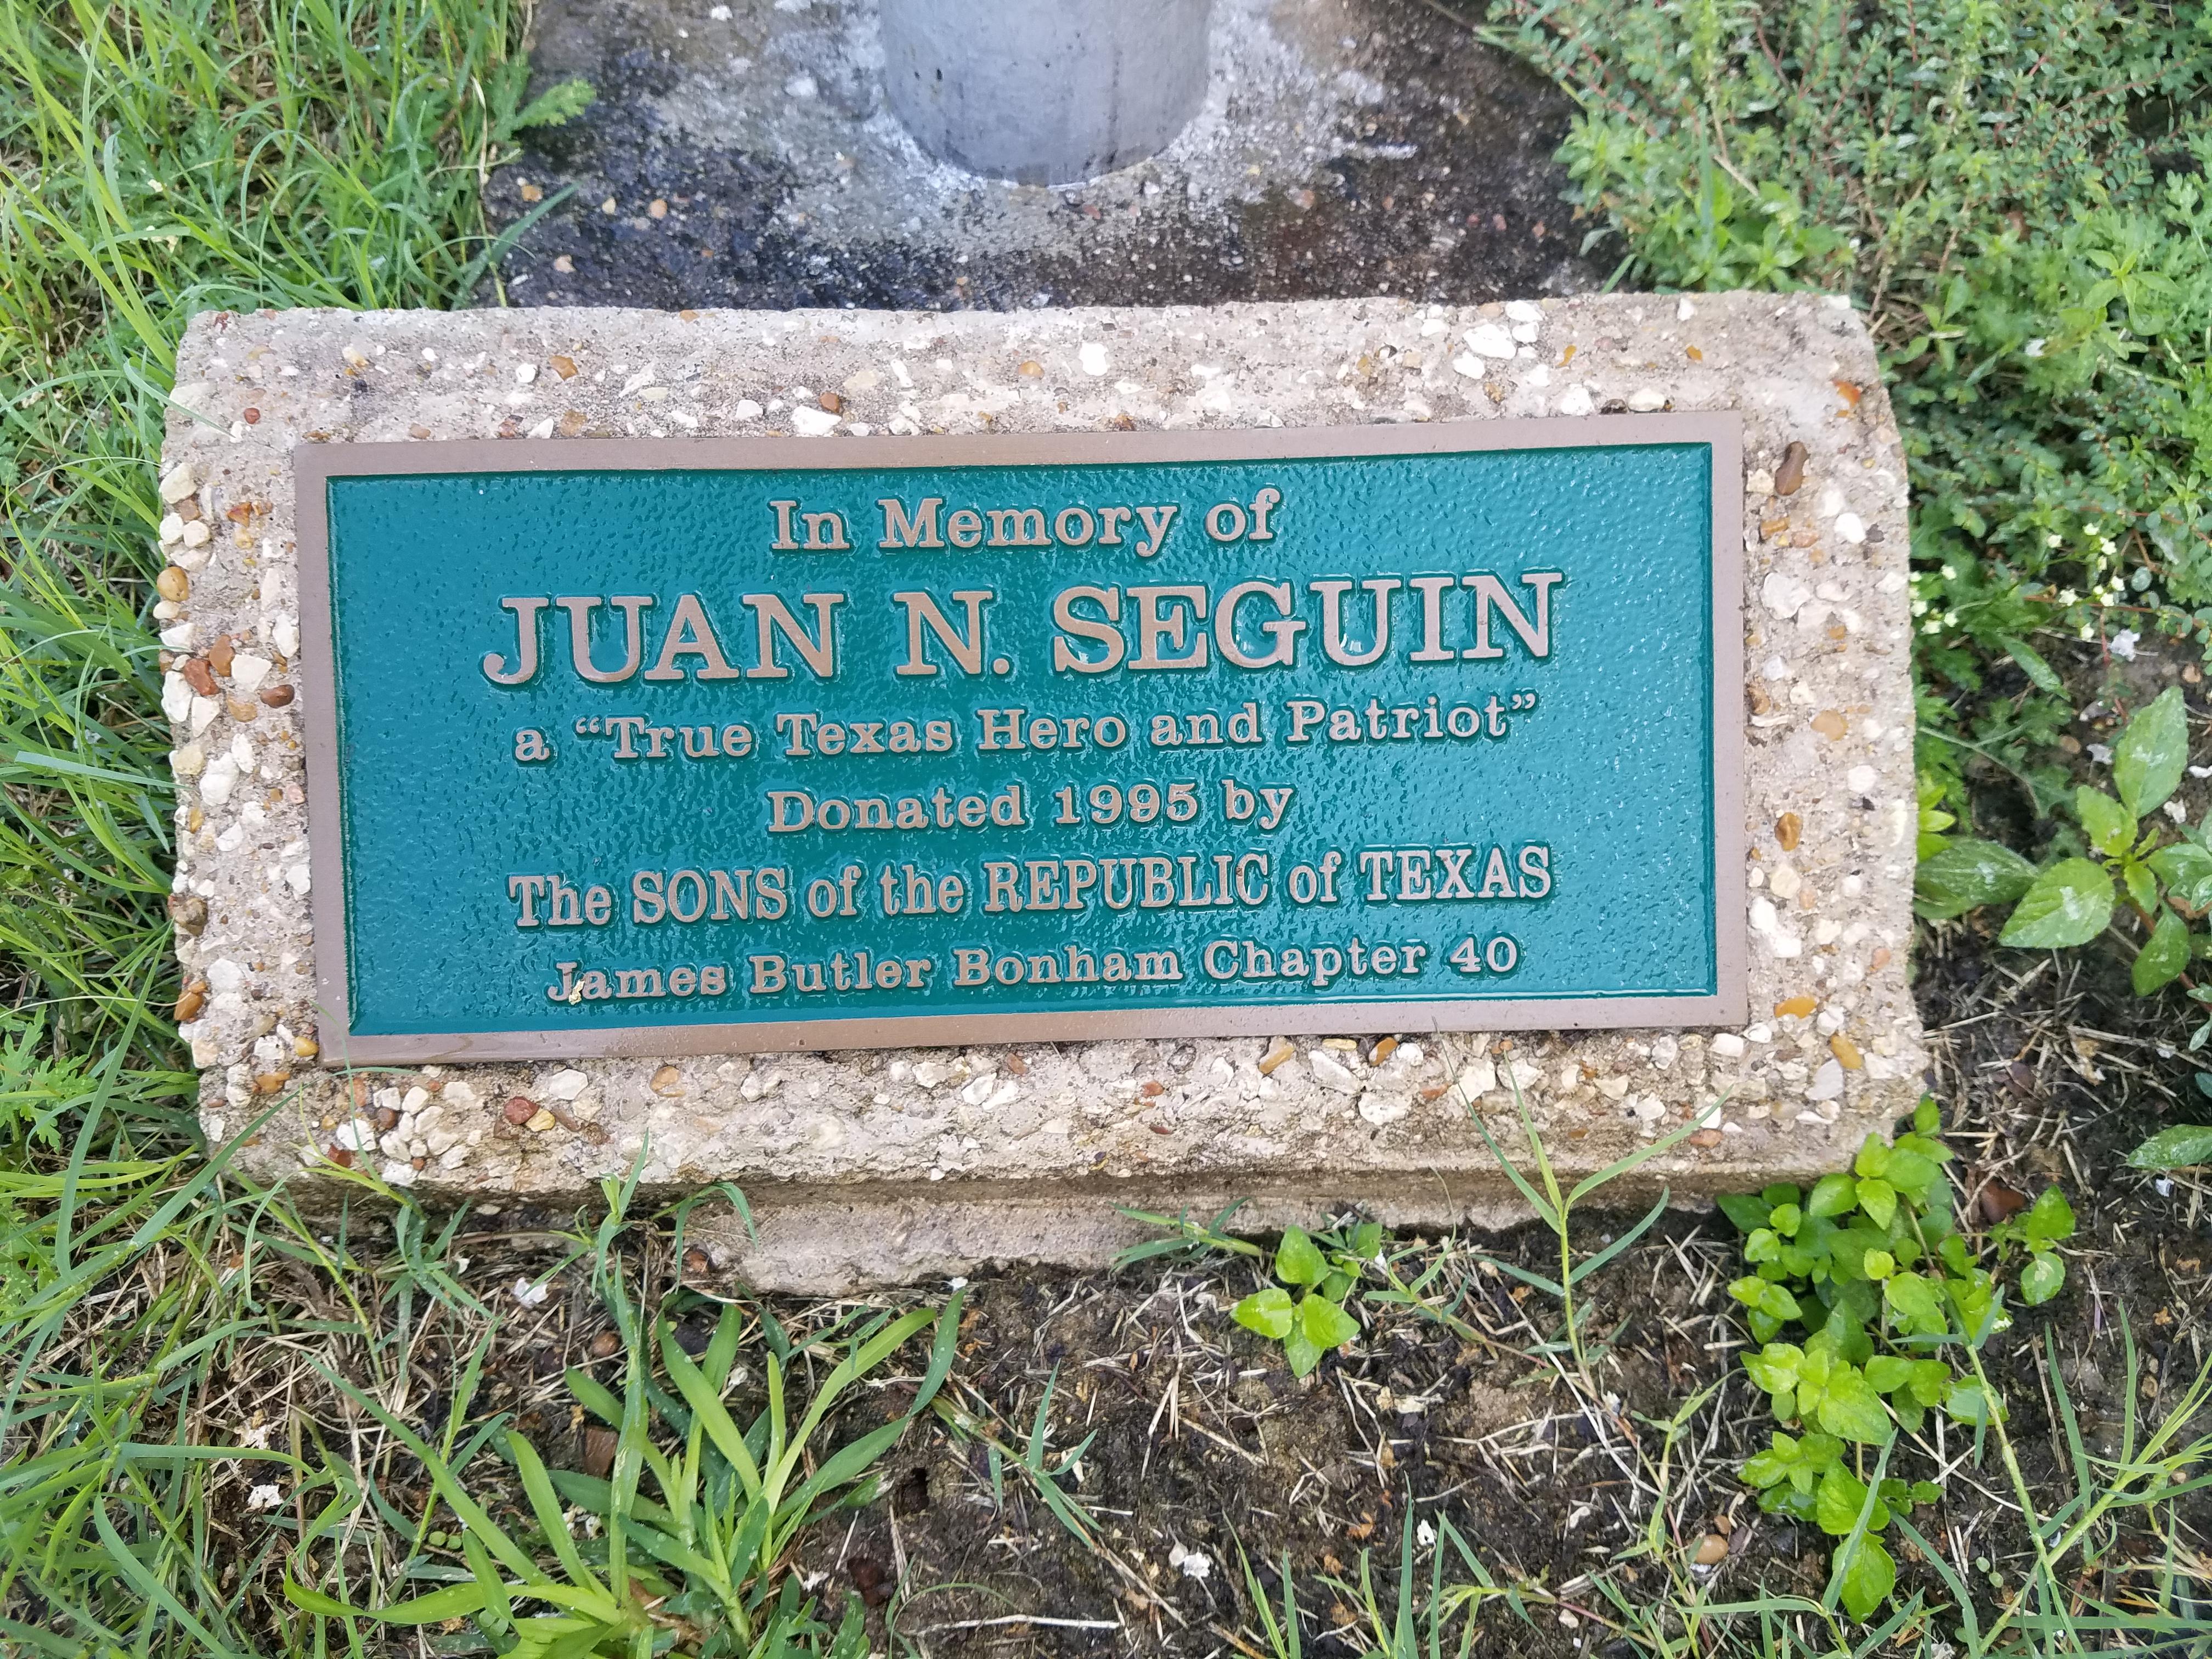 In Memory of
JUAN N. SEGUIN
a “True Texas Hero and Patriot”
Donated 1995 by
The SONS of the REPUBLIC of TEXAS
James Butler Bonham Chapter 40